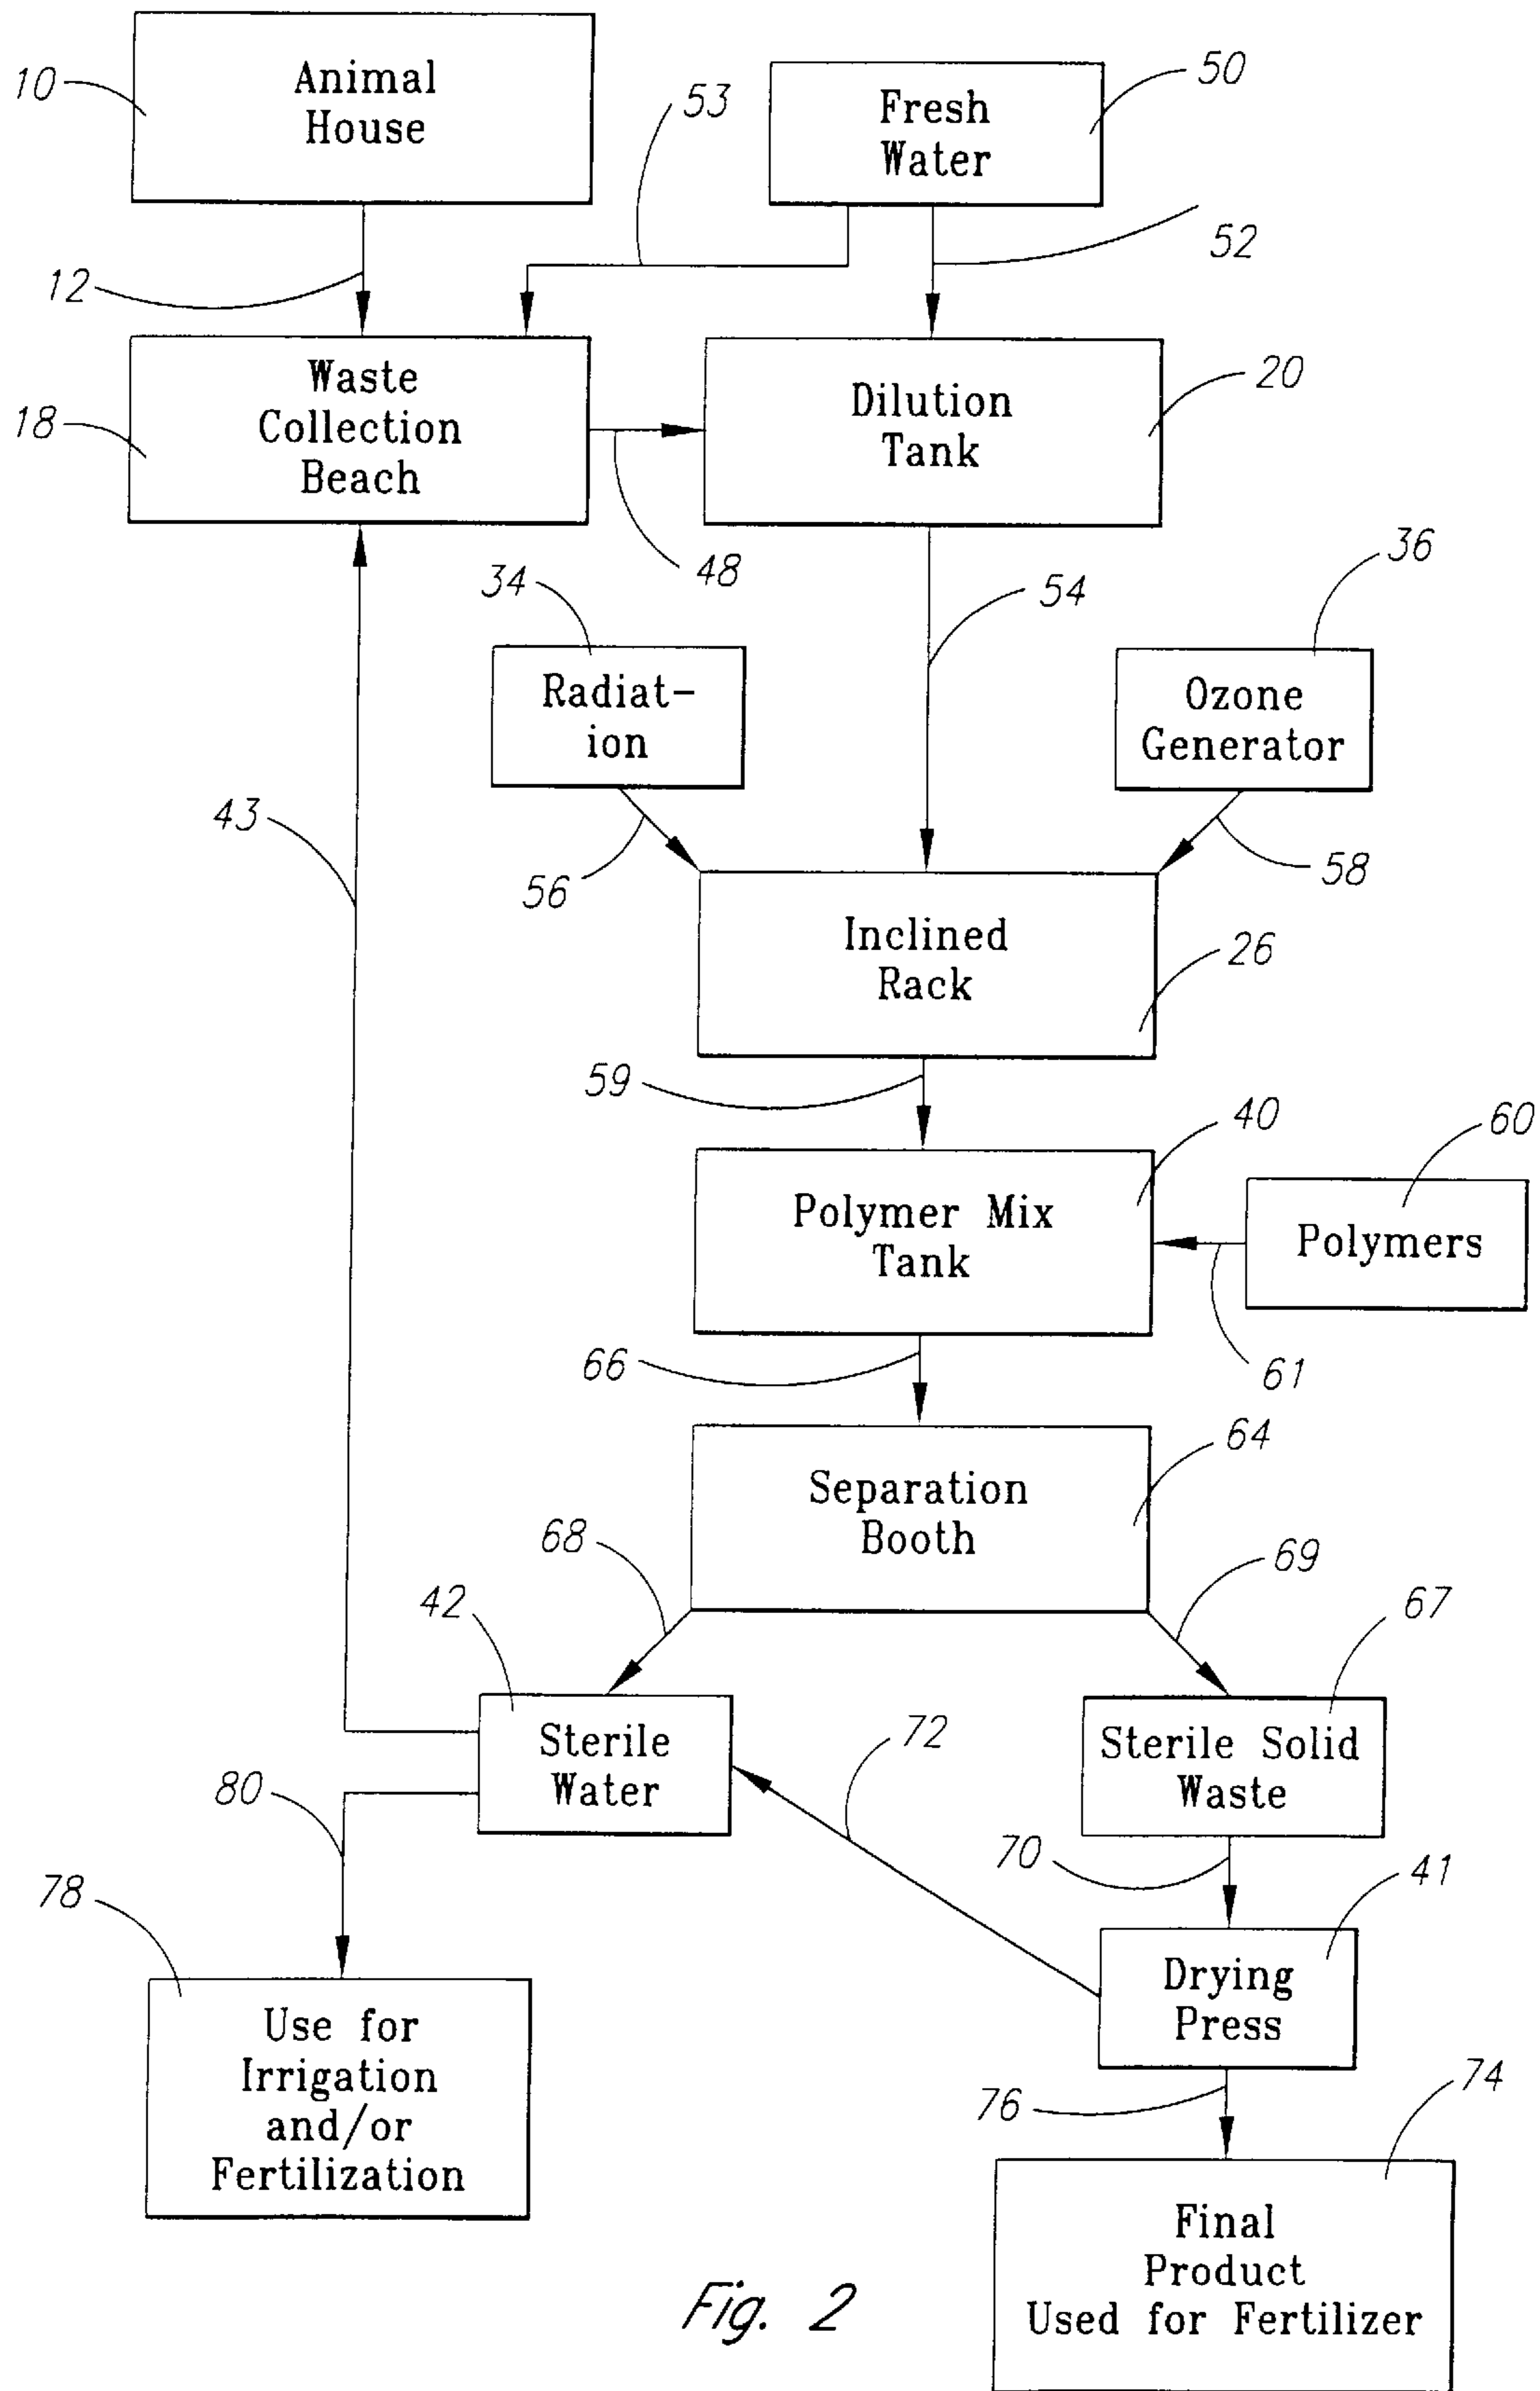 10
Animal
House
50
Fresh
Water
53
52
12
18
Waste
Collection
Beach
20
Dilution
Tank
48
34
Radiat-
ion
54
36
Ozone
Generator
43
56
58
Inclined
Rack
26
59
40
Polymer Mix
Tank
60
Polymers
66
61
64
Separation
Booth
68
69
42
67
Sterile
Water
72
Sterile Solid
Waste
80
70
41
78
Drying
Press
Use for
Irrigation
and/or
Fertilization
76
74
Final
Product
Used for Fertilizer
Fig. 2